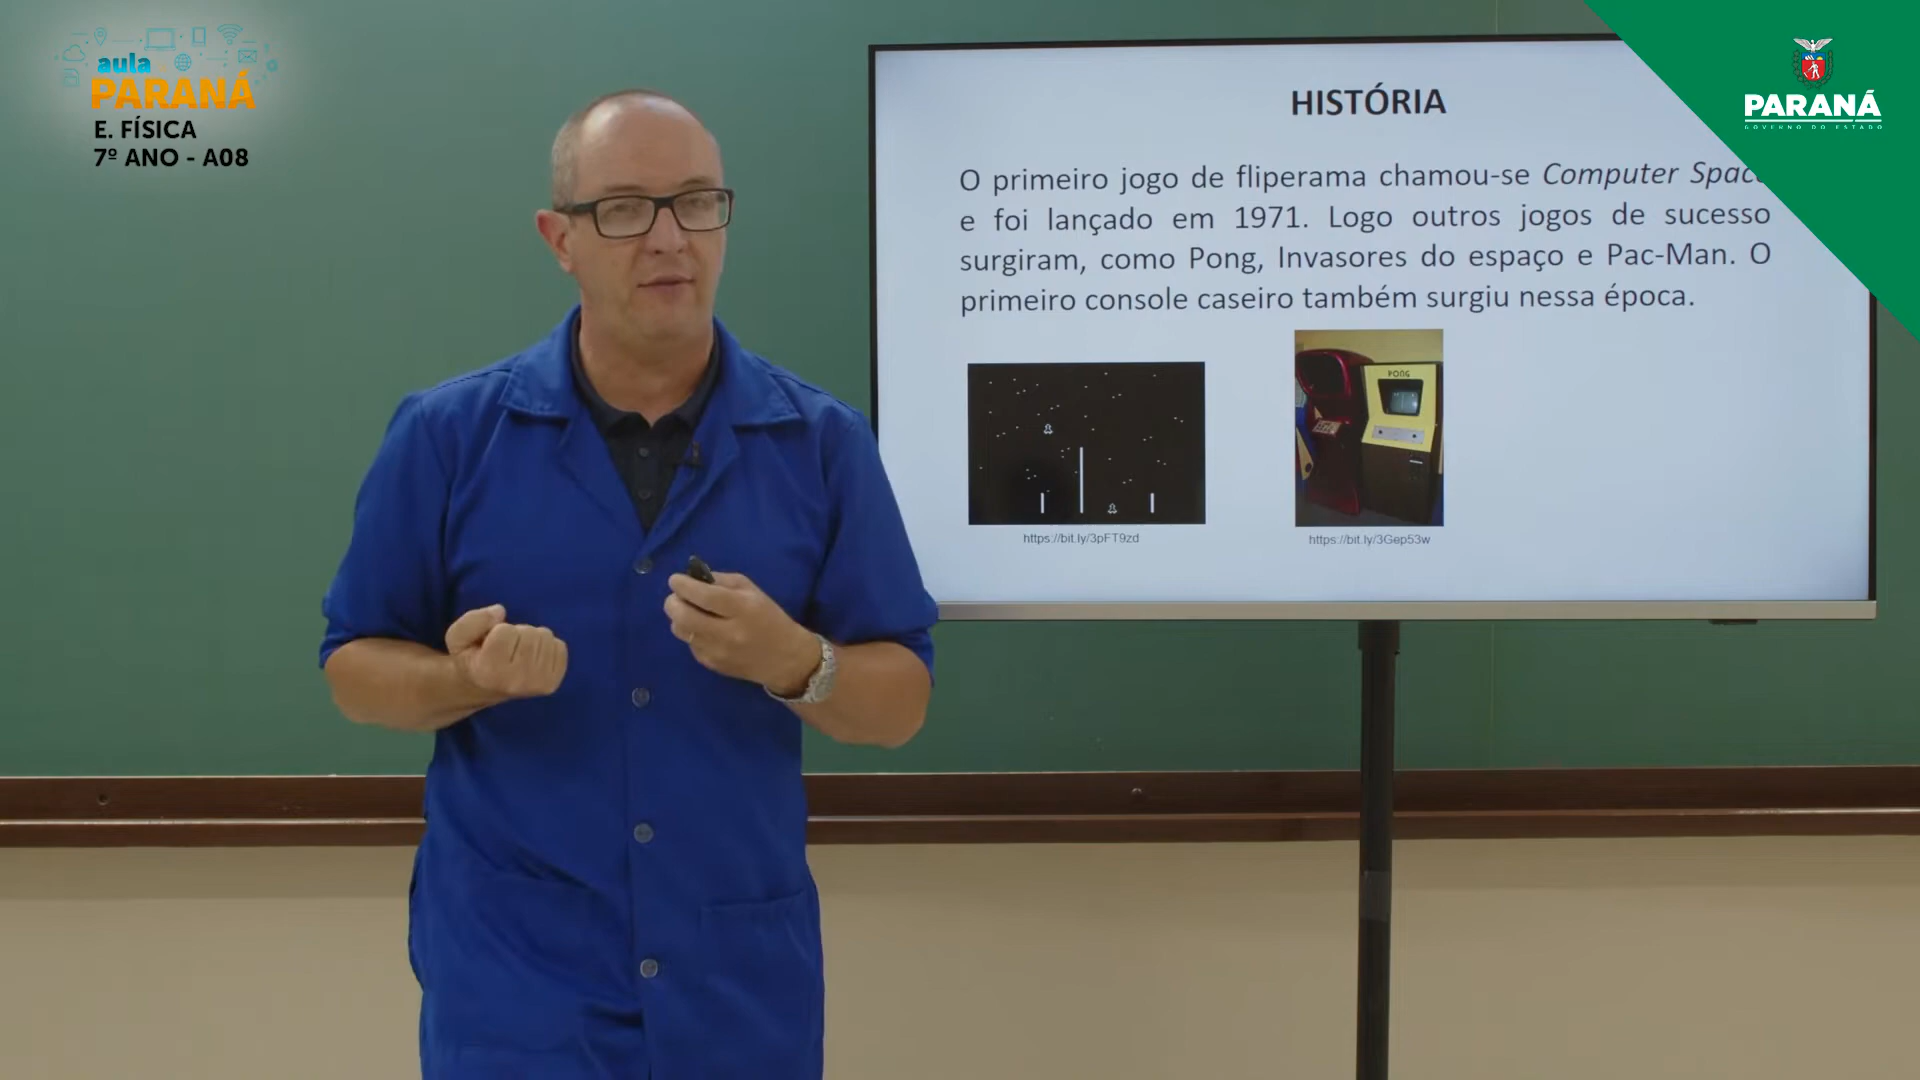 aula
PARANÁ
E. FÍSICA
7º ANO - A08
PARANÁ
GOVERNO DO ESTADO
HISTÓRIA
O primeiro jogo de fliperama chamou-se Computer Space
e foi lançado em 1971. Logo outros jogos de sucesso
surgiram, como Pong, Invasores do espaço e Pac-Man. O
primeiro console caseiro também surgiu nessa época.
PONG
https://bit.ly/3pFT9zd
https://bit.ly/3Gep53w